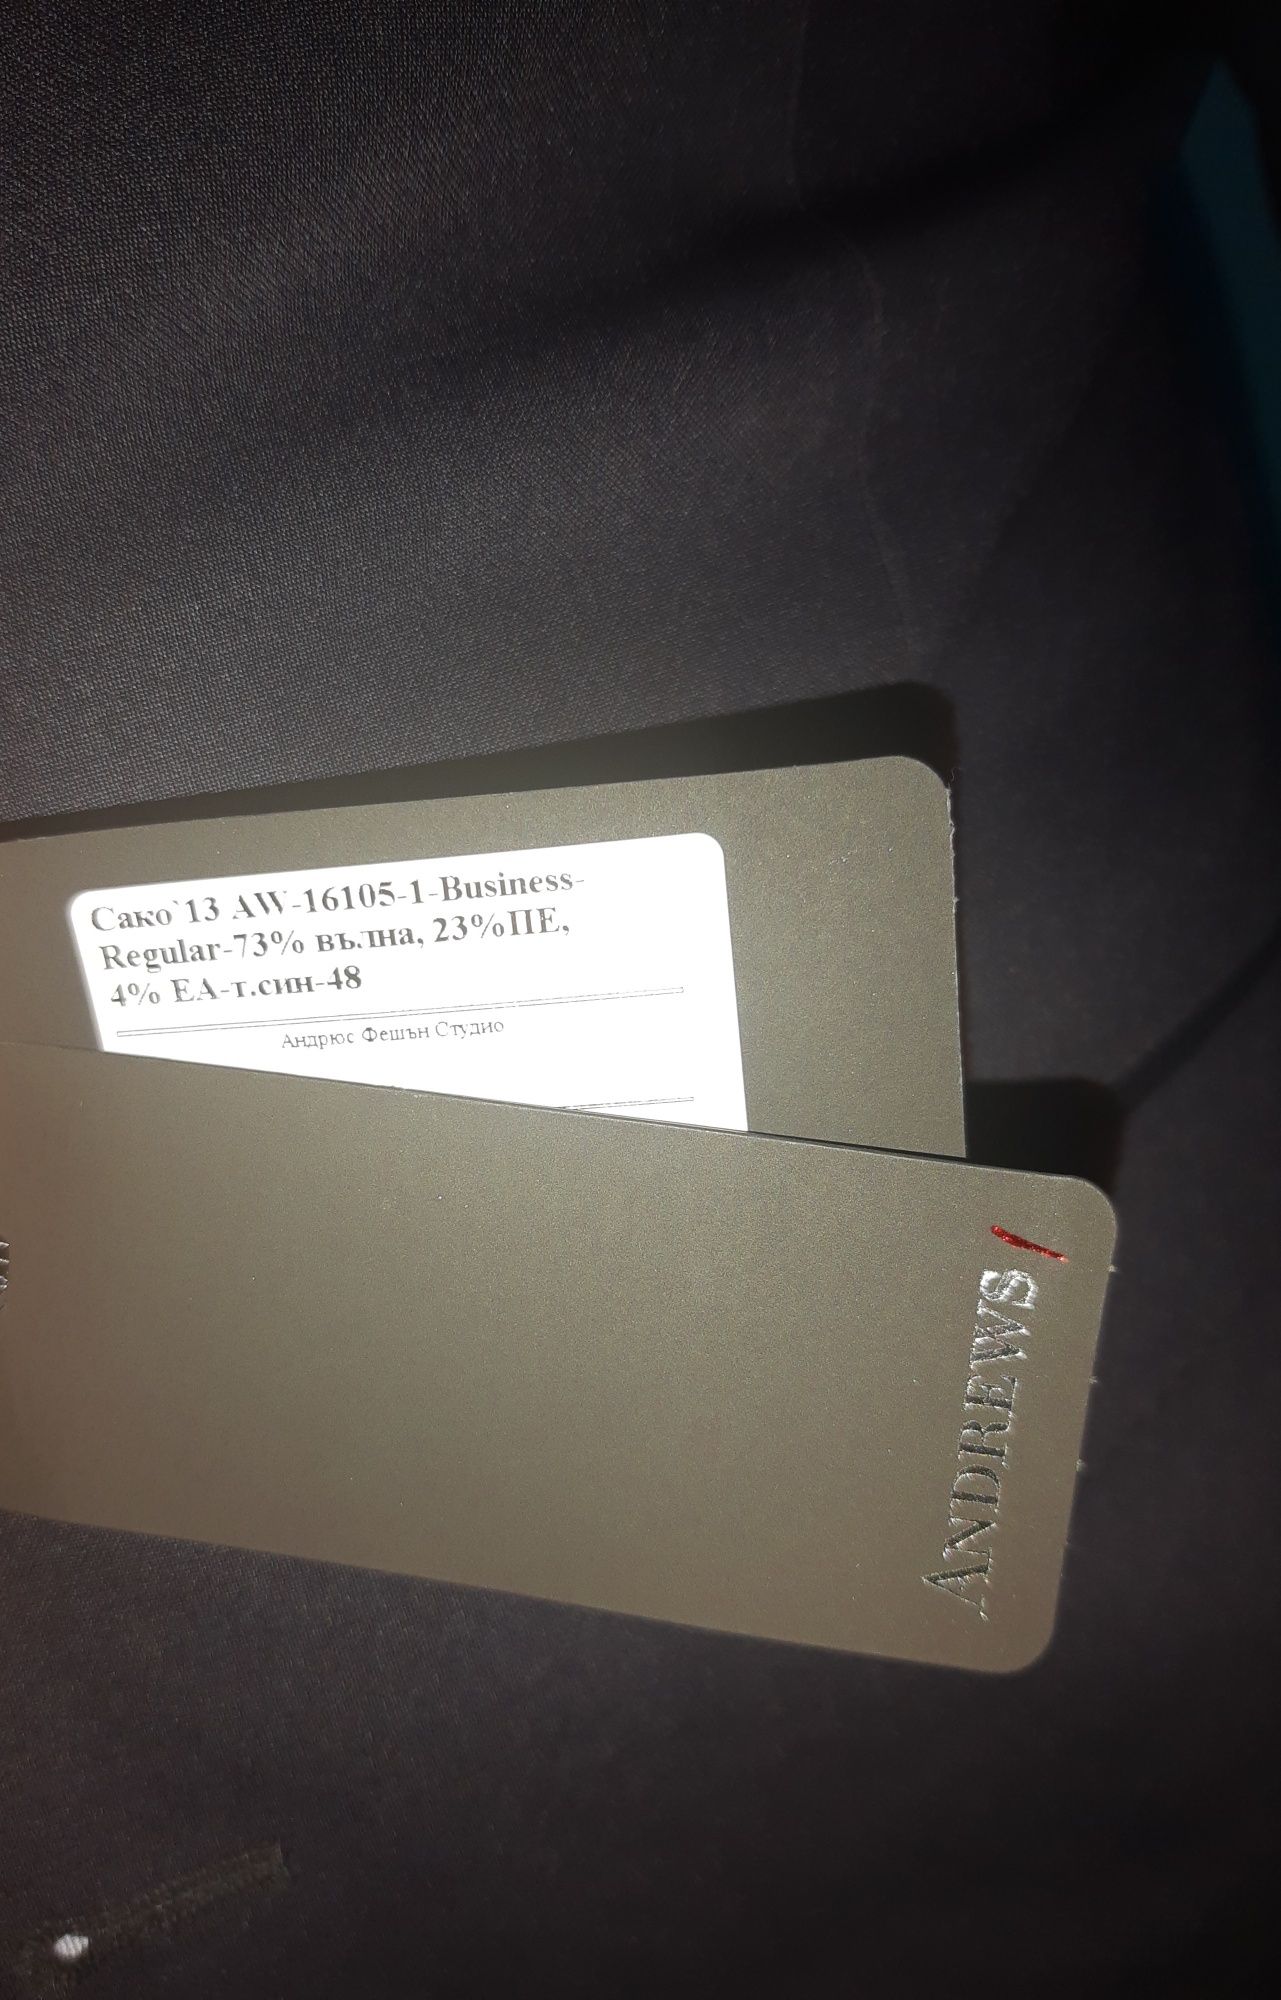 Сако`13 AW-16105-1-Business-
Regular-73% вълна, 23%ПЕ,
4% ЕА-т.син-48
Андрюс Фешън Студио
ANDREWS /